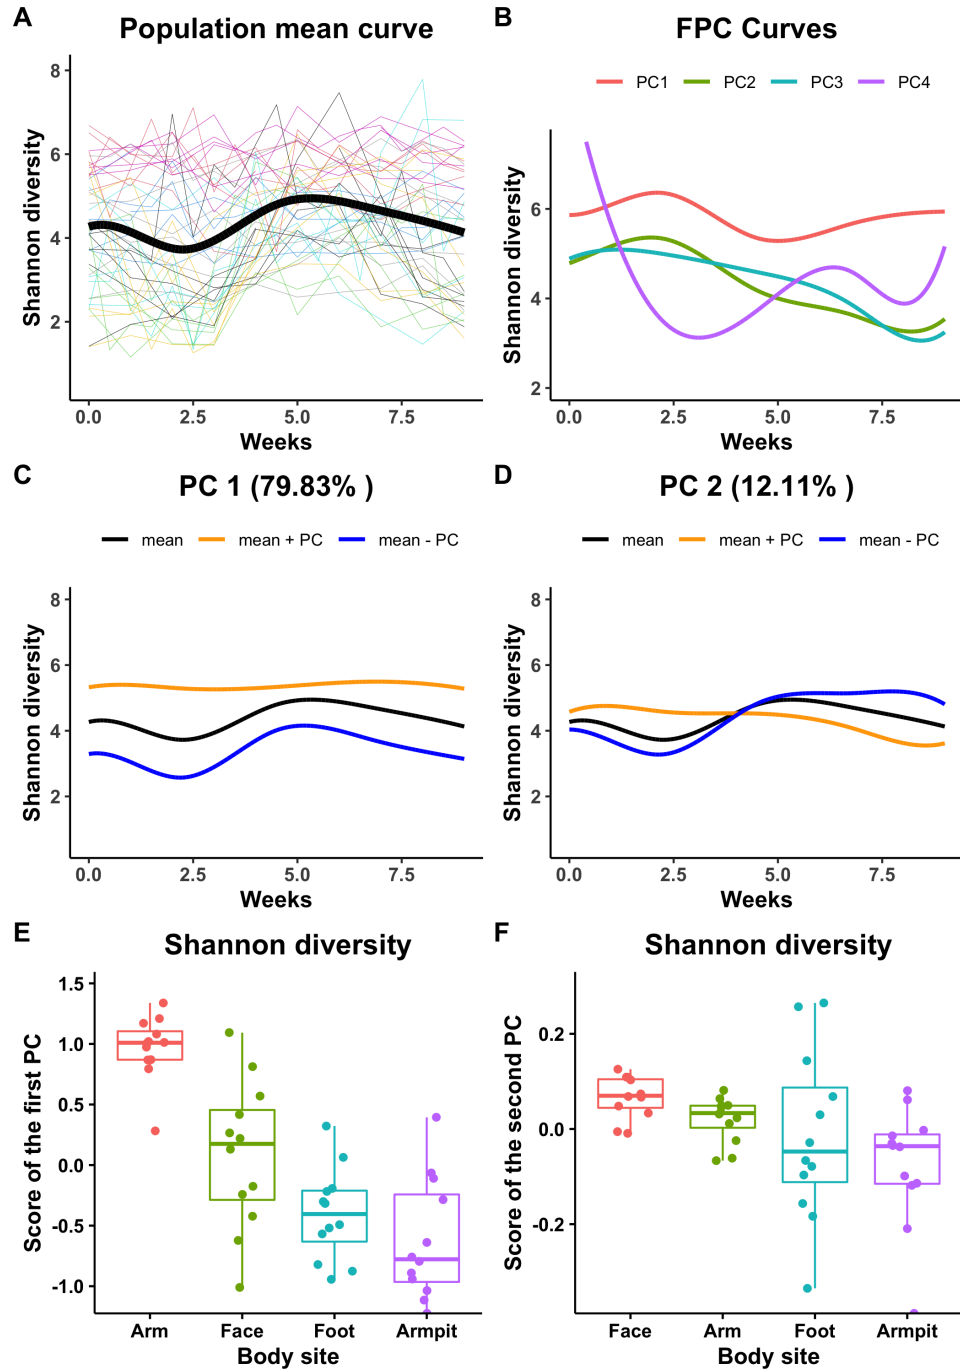 A
Population mean curve
8
6
4
2
Shannon diversity
0.0 2.5 5.0 7.5
Weeks
B
FPC Curves
PC1 PC2 PC3 PC4
6
4
2
Shannon diversity
0.0 2.5 5.0 7.5
Weeks
C
PC 1 (79.83% )
mean mean + PC mean - PC
8
6
4
2
Shannon diversity
0.0 2.5 5.0 7.5
Weeks
D
PC 2 (12.11% )
mean mean + PC mean - PC
8
6
4
2
Shannon diversity
0.0 2.5 5.0 7.5
Weeks
E
Shannon diversity
1.5
1.0
0.5
0.0
-0.5
-1.0
Score of the first PC
Arm Face Foot Armpit
Body site
F
Shannon diversity
0.2
0.0
-0.2
Score of the second PC
Face Arm Foot Armpit
Body site